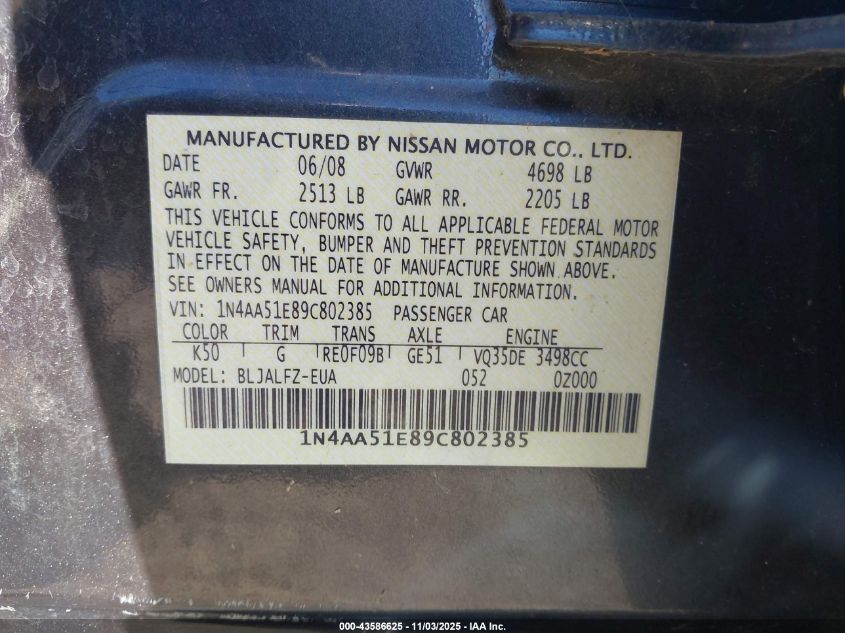 MANUFACTURED BY NISSAN MOTOR CO., LTD.
DATE 06/08 GVWR 4698 LB
GAWR FR. 2513 LB GAWR RR. 2205 LB
THIS VEHICLE CONFORMS TO ALL APPLICABLE FEDERAL MOTOR
VEHICLE SAFETY, BUMPER AND THEFT PREVENTION STANDARDS
IN EFFECT ON THE DATE OF MANUFACTURE SHOWN ABOVE.
SEE OWNERS MANUAL FOR ADDITIONAL INFORMATION.
VIN: 1N4AA51E89C802385 PASSENGER CAR
COLOR TRIM TRANS AXLE ENGINE
K50 G RE0F09B GE51 VQ35DE 3498CC
MODEL: BLJALFZ-EUA 052 0Z000
1N4AA51E89C802385
000-43586625 - 11/03/2025 - IAA Inc.